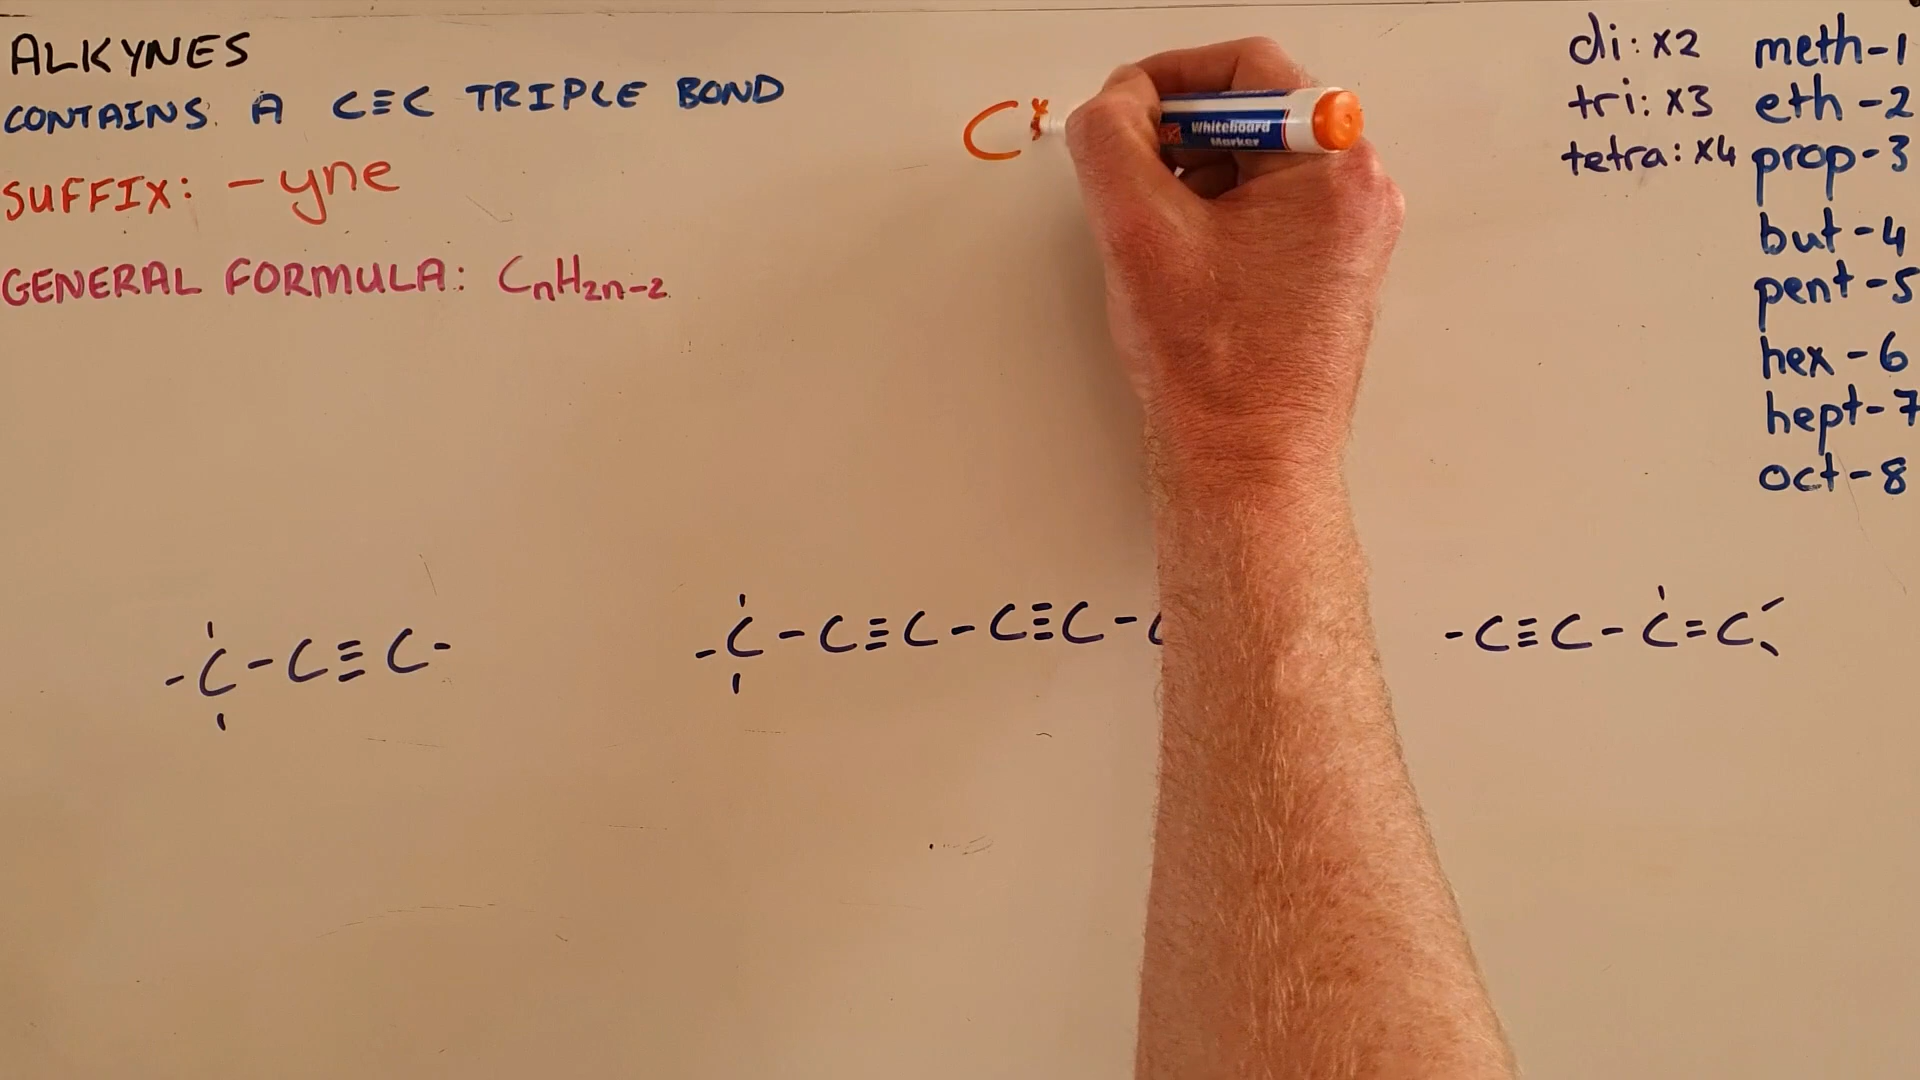 ALKYNES
CONTAINS A C≡C TRIPLE BOND
SUFFIX: -yne
GENERAL FORMULA: CnH2n-2
C x
Whiteboard
Marker
di: x2
tri: x3
tetra: x4
meth-1
eth-2
prop-3
but-4
pent-5
hex-6
hept-7
oct-8
-C-C≡C-
-C-C≡C-C≡C-C
-C≡C-C=C